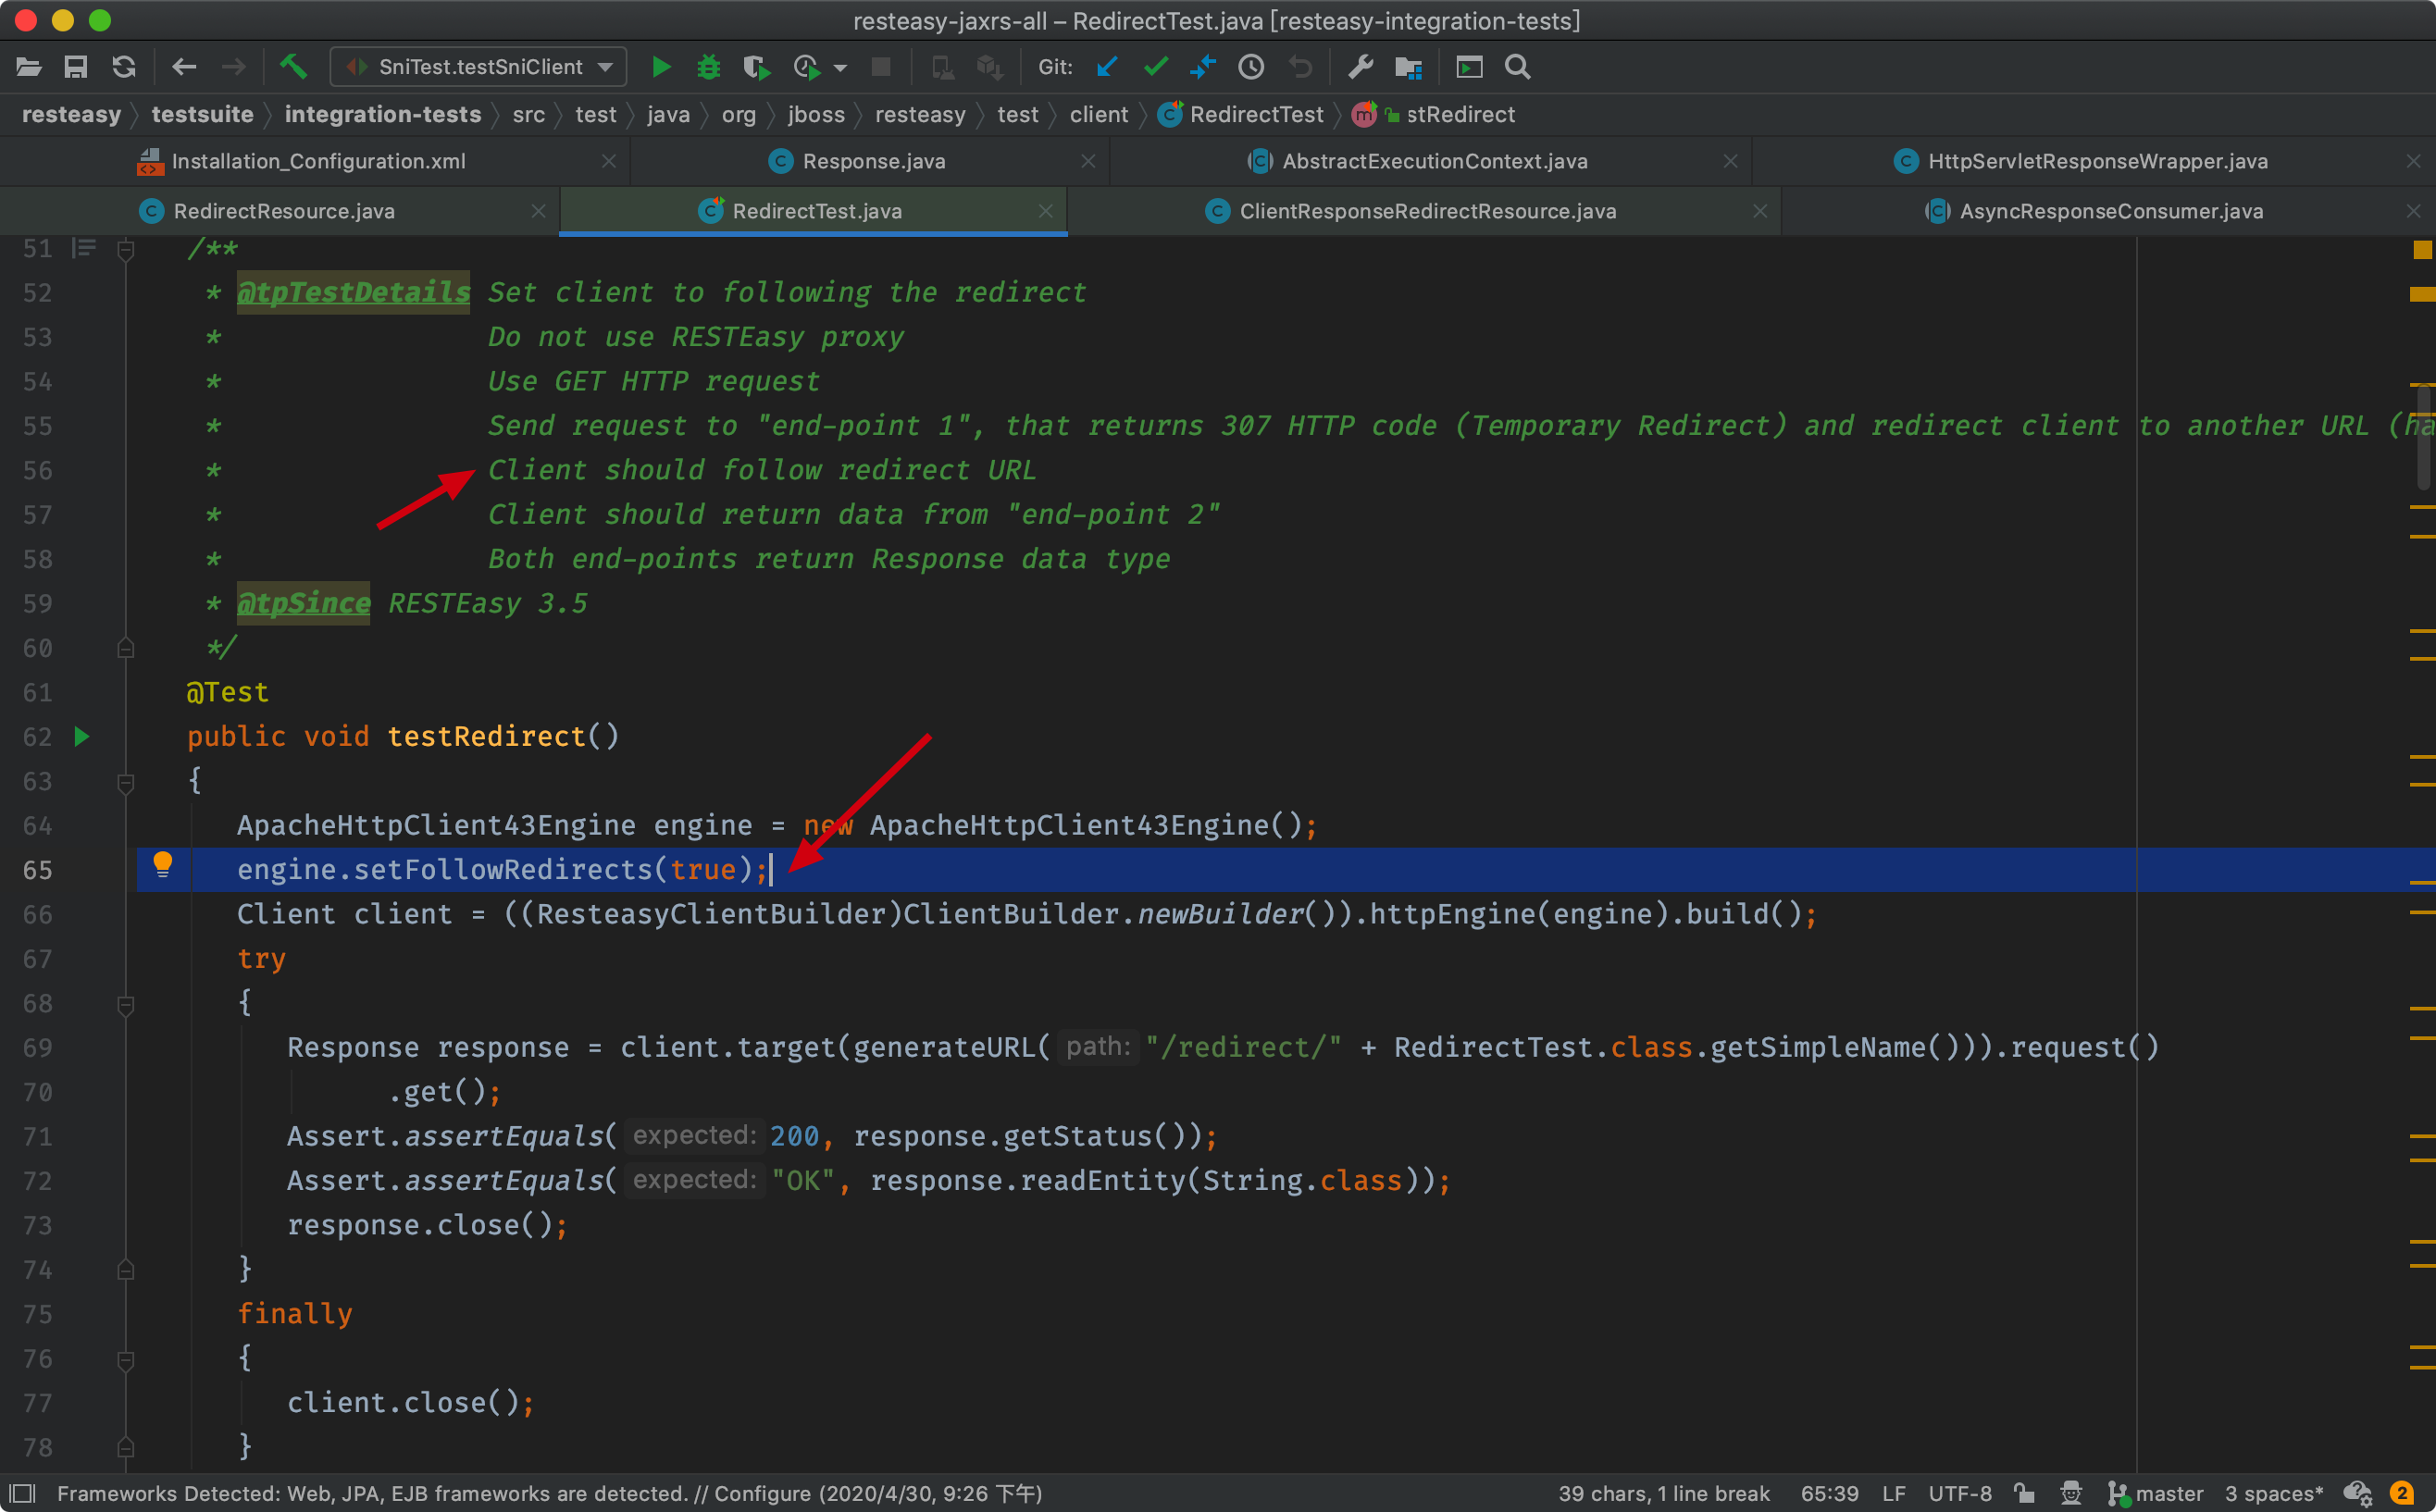 resteasy-jaxrs-all – RedirectTest.java [resteasy-integration-tests]
SniTest.testSniClient
Git:
resteasy testsuite integration-tests src test java org jboss resteasy test client RedirectTest stRedirect
Installation_Configuration.xml Response.java AbstractExecutionContext.java HttpServletResponseWrapper.java
RedirectResource.java RedirectTest.java ClientResponseRedirectResource.java AsyncResponseConsumer.java
51 /**
52 * @tpTestDetails Set client to following the redirect
53 * Do not use RESTEasy proxy
54 * Use GET HTTP request
55 * Send request to "end-point 1", that returns 307 HTTP code (Temporary Redirect) and redirect client to another URL (ha
56 * Client should follow redirect URL
57 * Client should return data from "end-point 2"
58 * Both end-points return Response data type
59 * @tpSince RESTEasy 3.5
60 */
61 @Test
62 public void testRedirect()
63 {
64 ApacheHttpClient43Engine engine = new ApacheHttpClient43Engine();
65 engine.setFollowRedirects(true);
66 Client client = ((ResteasyClientBuilder)ClientBuilder.newBuilder()).httpEngine(engine).build();
67 try
68 {
69 Response response = client.target(generateURL( path: "/redirect/" + RedirectTest.class.getSimpleName())).request()
70 .get();
71 Assert.assertEquals( expected: 200, response.getStatus());
72 Assert.assertEquals( expected: "OK", response.readEntity(String.class));
73 response.close();
74 }
75 finally
76 {
77 client.close();
78 }
Frameworks Detected: Web, JPA, EJB frameworks are detected. // Configure (2020/4/30, 9:26 下午) 39 chars, 1 line break 65:39 LF UTF-8 master 3 spaces* 2